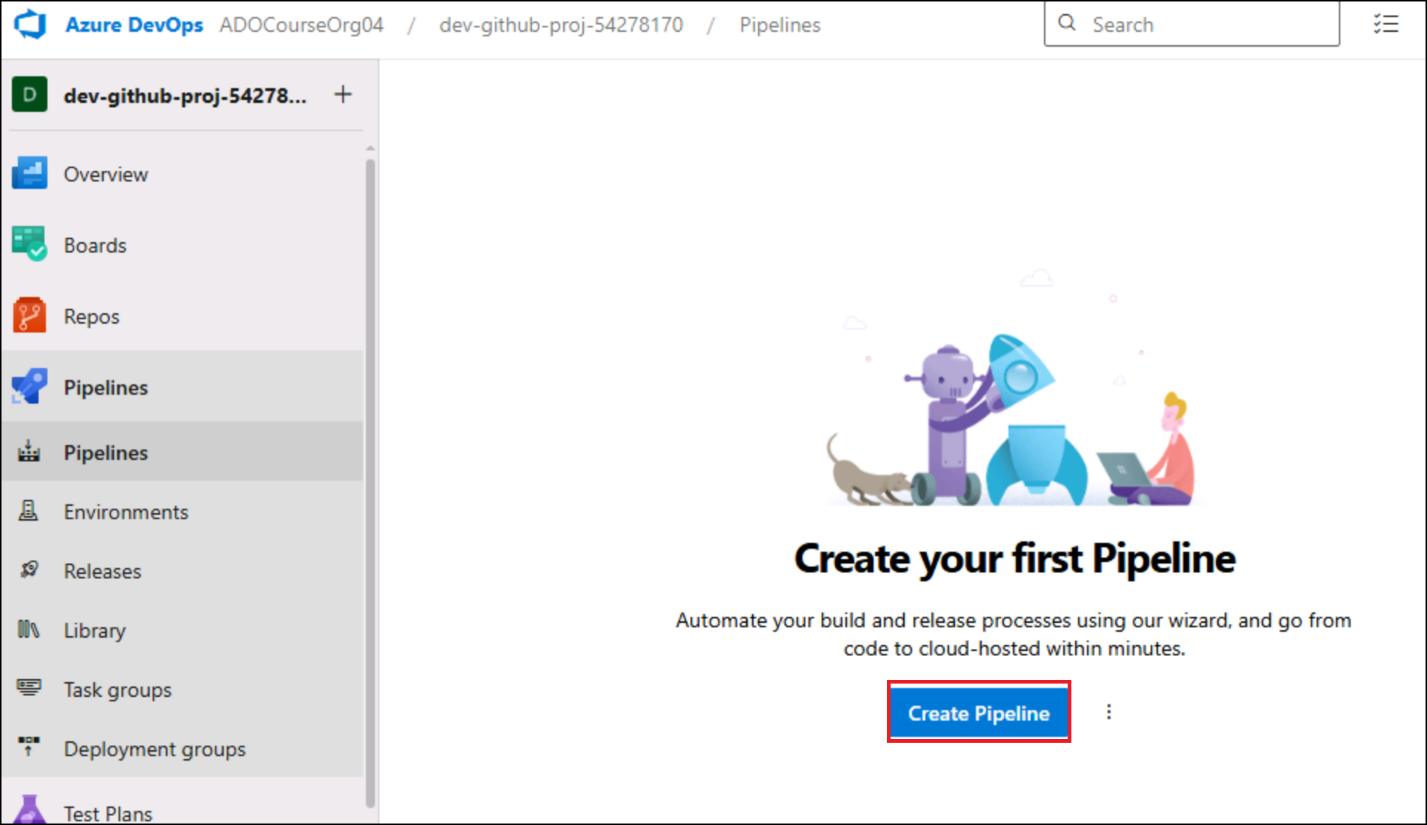 Azure DevOps ADOCourseOrg04 / dev-github-proj-54278170 / Pipelines Search
D dev-github-proj-54278... +
Overview
Boards
Repos
Pipelines
Pipelines
Environments
Releases
Library
Task groups
Deployment groups
Test Plans
Create your first Pipeline
Automate your build and release processes using our wizard, and go from
code to cloud-hosted within minutes.
Create Pipeline